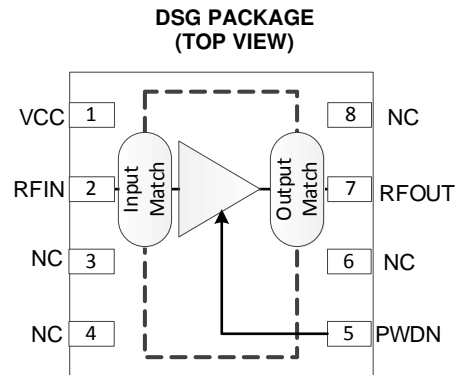 DSG PACKAGE
(TOP VIEW)
VCC 1
8 NC
RFIN 2
Input Match
Output Match
7 RFOUT
NC 3
6 NC
NC 4
5 PWDN